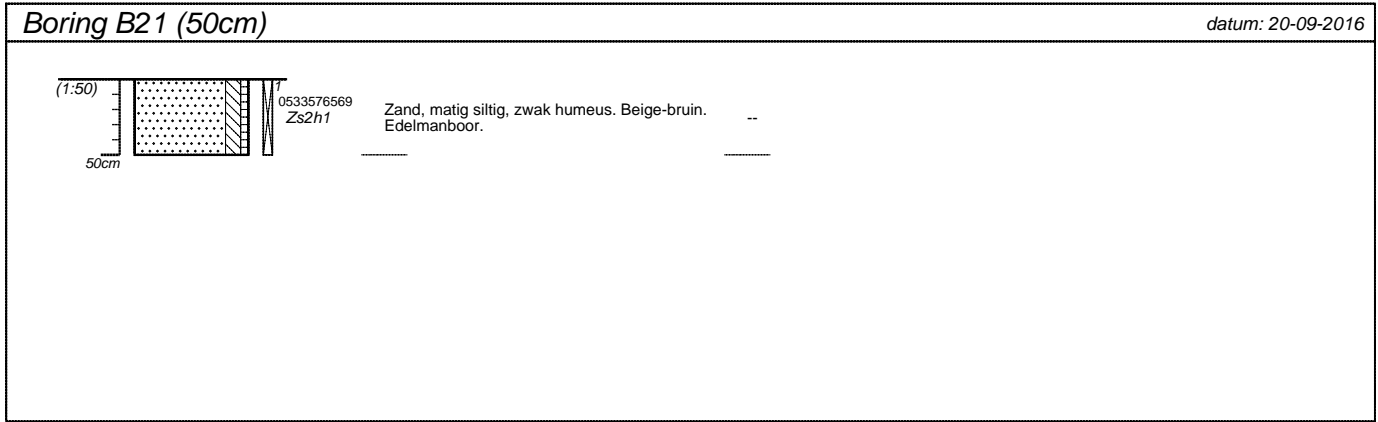 Boring B21 (50cm)
datum: 20-09-2016
(1:50)
1
0533576569
Zs2h1
Zand, matig siltig, zwak humeus. Beige-bruin.
Edelmanboor.
--
50cm